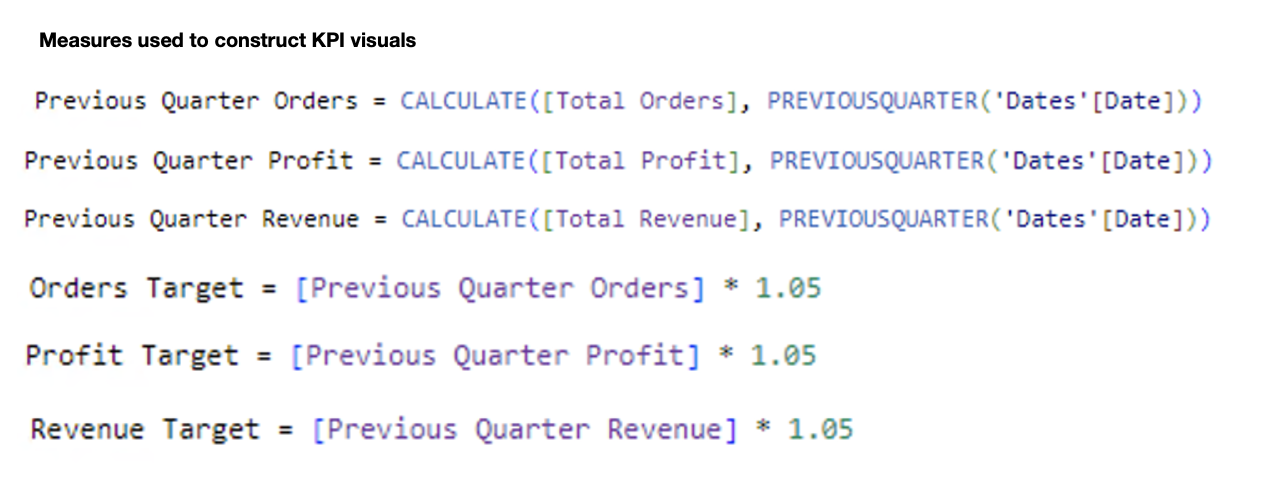 Measures used to construct KPI visuals
Previous Quarter Orders = CALCULATE([Total Orders], PREVIOUSQUARTER('Dates'[Date]))
Previous Quarter Profit = CALCULATE([Total Profit], PREVIOUSQUARTER('Dates'[Date]))
Previous Quarter Revenue = CALCULATE([Total Revenue], PREVIOUSQUARTER('Dates'[Date]))
Orders Target = [Previous Quarter Orders] * 1.05
Profit Target = [Previous Quarter Profit] * 1.05
Revenue Target = [Previous Quarter Revenue] * 1.05